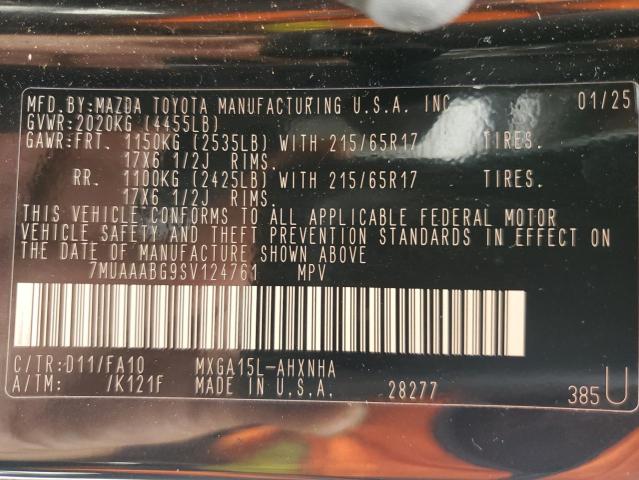 MFD.BY:MAZDA TOYOTA MANUFACTURING U.S.A. INC 01/25
GVWR:2020KG (4455LB)
GAWR:FRT. 1150KG (2535LB) WITH 215/65R17 TIRES.
17X6 1/2J RIMS.
RR. 1100KG (2425LB) WITH 215/65R17 TIRES.
17X6 1/2J RIMS.
THIS VEHICLE CONFORMS TO ALL APPLICABLE FEDERAL MOTOR
VEHICLE SAFETY AND THEFT PREVENTION STANDARDS IN EFFECT ON
THE DATE OF MANUFACTURE SHOWN ABOVE
7MUAAABG9SV124761 MPV
C/TR:D11/FA10 MXGA15L-AHXNHA
A/TM: /K121F MADE IN U.S.A. 28277 385U